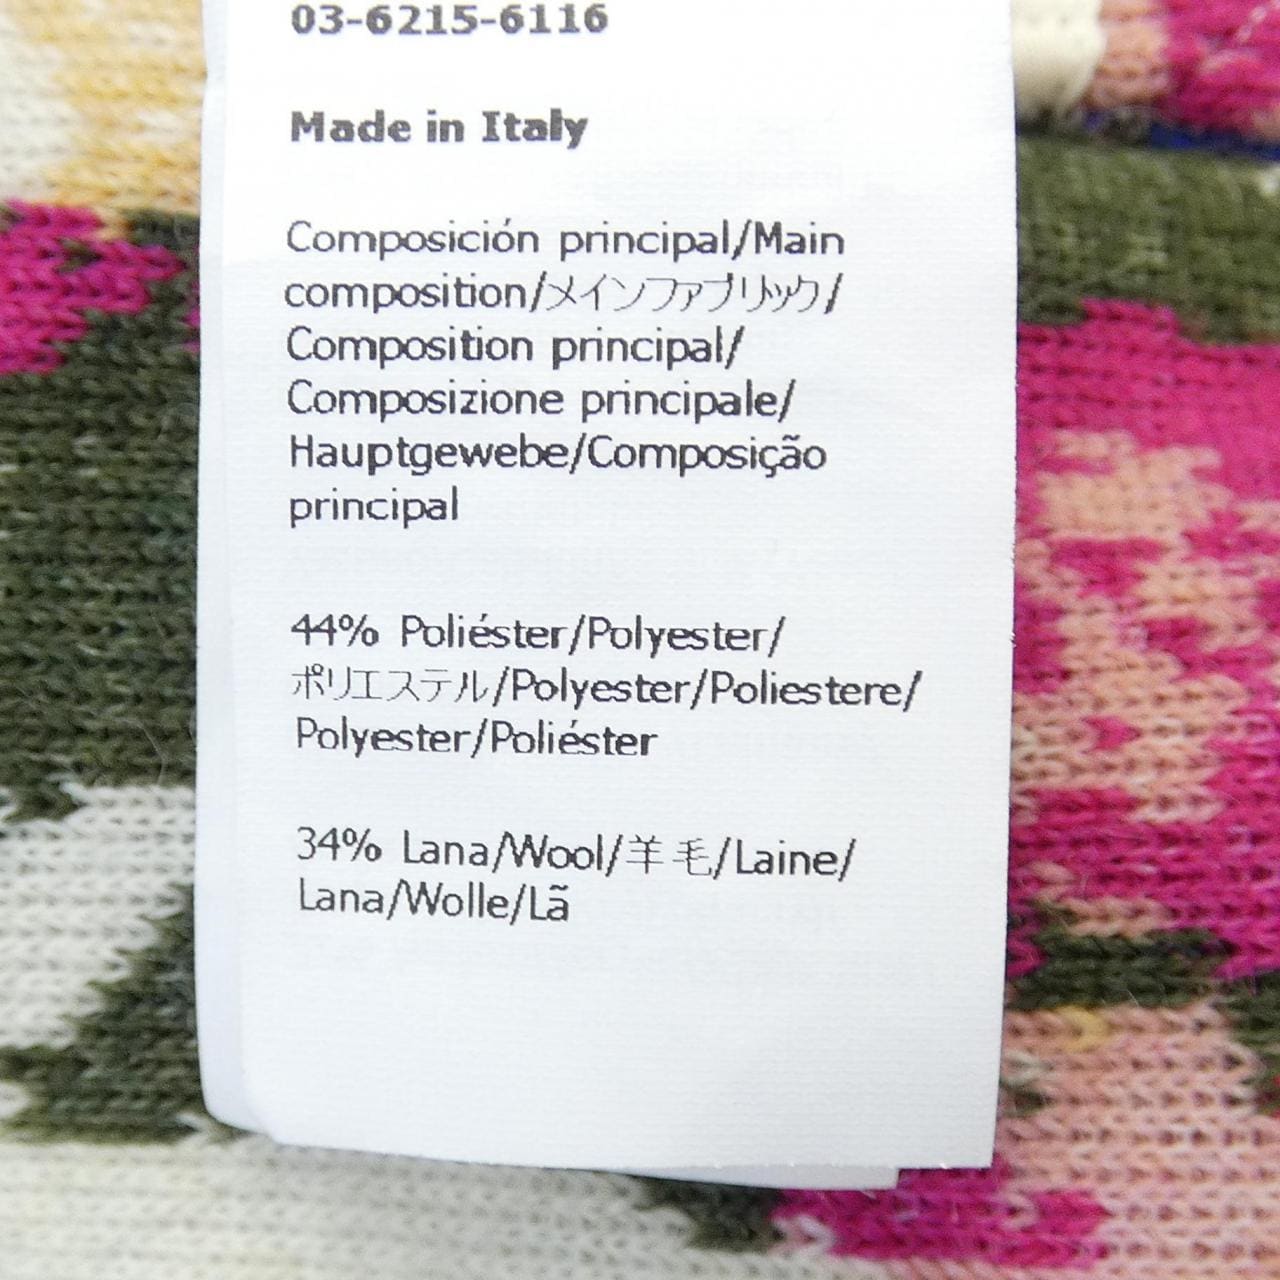 03-6215-6116
Made in Italy
Composición principal/Main
composition/メインファブリック/
Composition principal/
Composizione principale/
Hauptgewebe/Composição
principal
44% Poliéster/Polyester/
ポリエステル/Polyester/Poliestere/
Polyester/Poliéster
34% Lana/Wool/羊毛/Laine/
Lana/Wolle/Lã